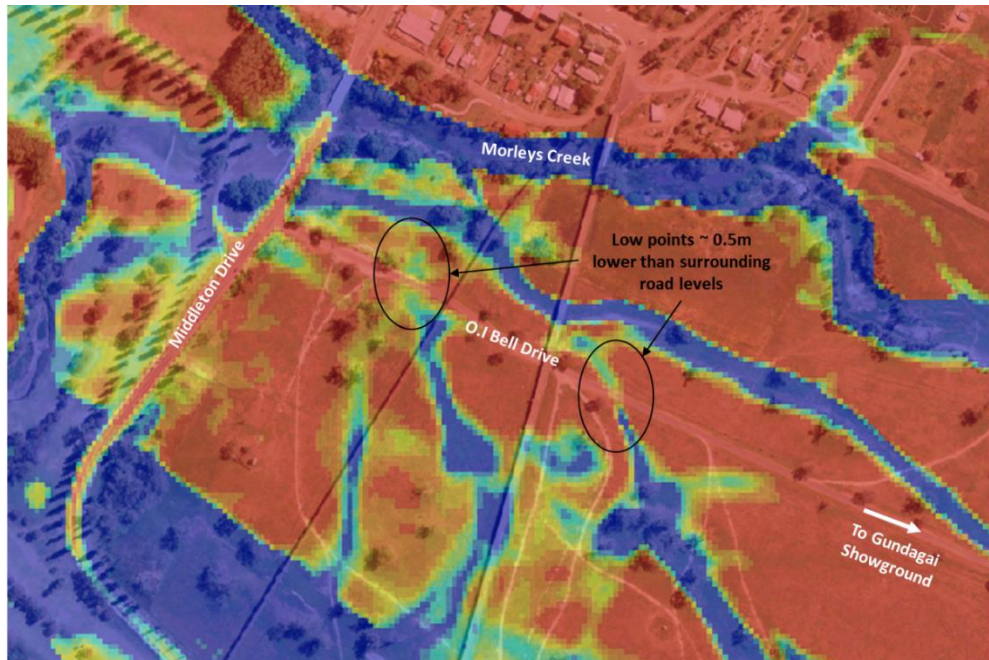 Morleys Creek
Middleton Drive
Low points ~ 0.5m
lower than surrounding
road levels
O.I Bell Drive
To Gundagai
Showground